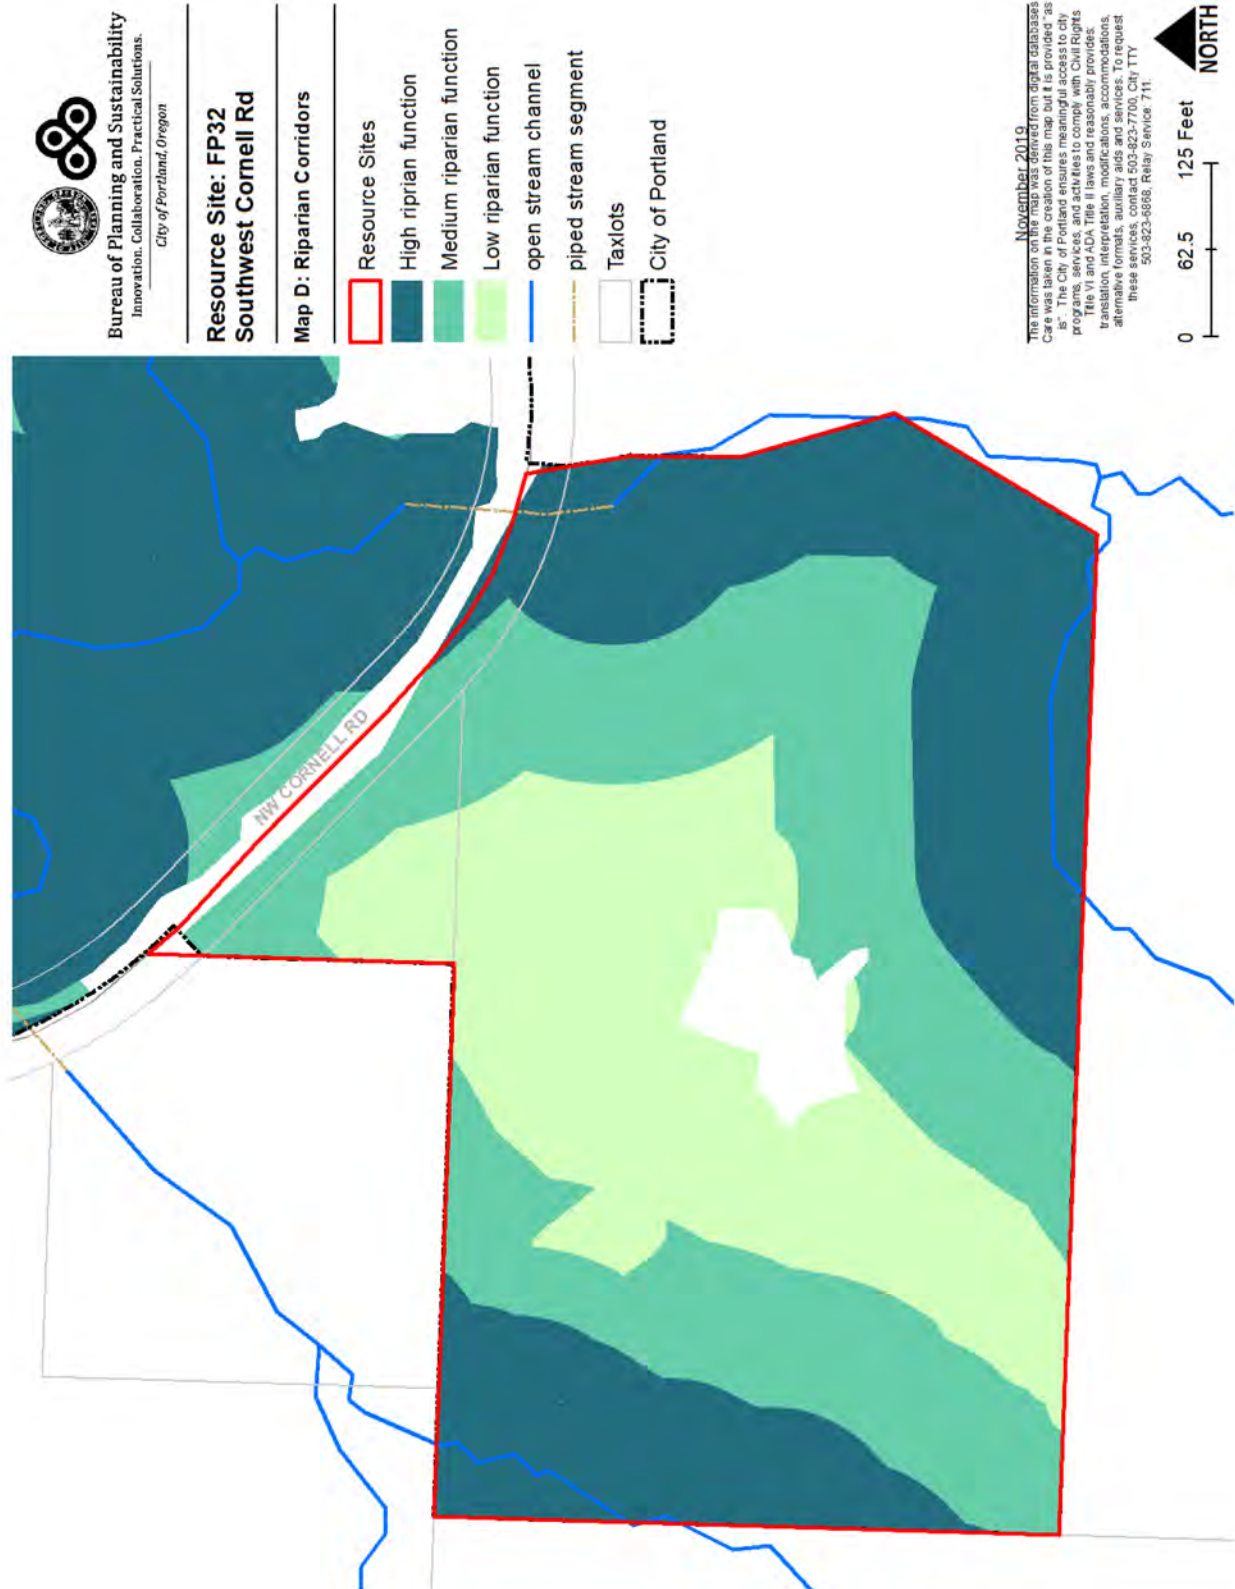 Bureau of Planning and Sustainability
Innovation. Collaboration. Practical Solutions.
City of Portland, Oregon
Resource Site: FP32
Southwest Cornell Rd
Map D: Riparian Corridors
Resource Sites
High riprian function
Medium riparian function
Low riparian function
open stream channel
piped stream segment
Taxlots
City of Portland
November 2019
The information on the map was derived from digital databases
Care was taken in the creation of this map but it is provided "as
is". The City of Portland ensures meaningful access to city
programs, services, and activities to comply with Civil Rights
Title VI and ADA Title II laws and reasonably provides:
translation, interpretation, modifications, accommodations,
alternative formats, auxiliary aids and services. To request
these services, contact 503-823-7700, City TTY
503-823-6868, Relay Service: 711.
0 62.5 125 Feet
NORTH
NW CORNELL RD